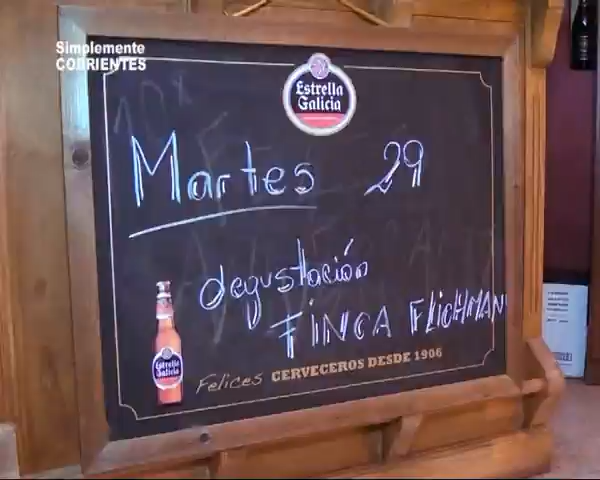 Simplemente
CORRIENTES
Estrella
Galicia
Martes 29
degustación
FINCA FLICHMAN
Estrella
Galicia
Felices CERVECEROS DESDE 1906